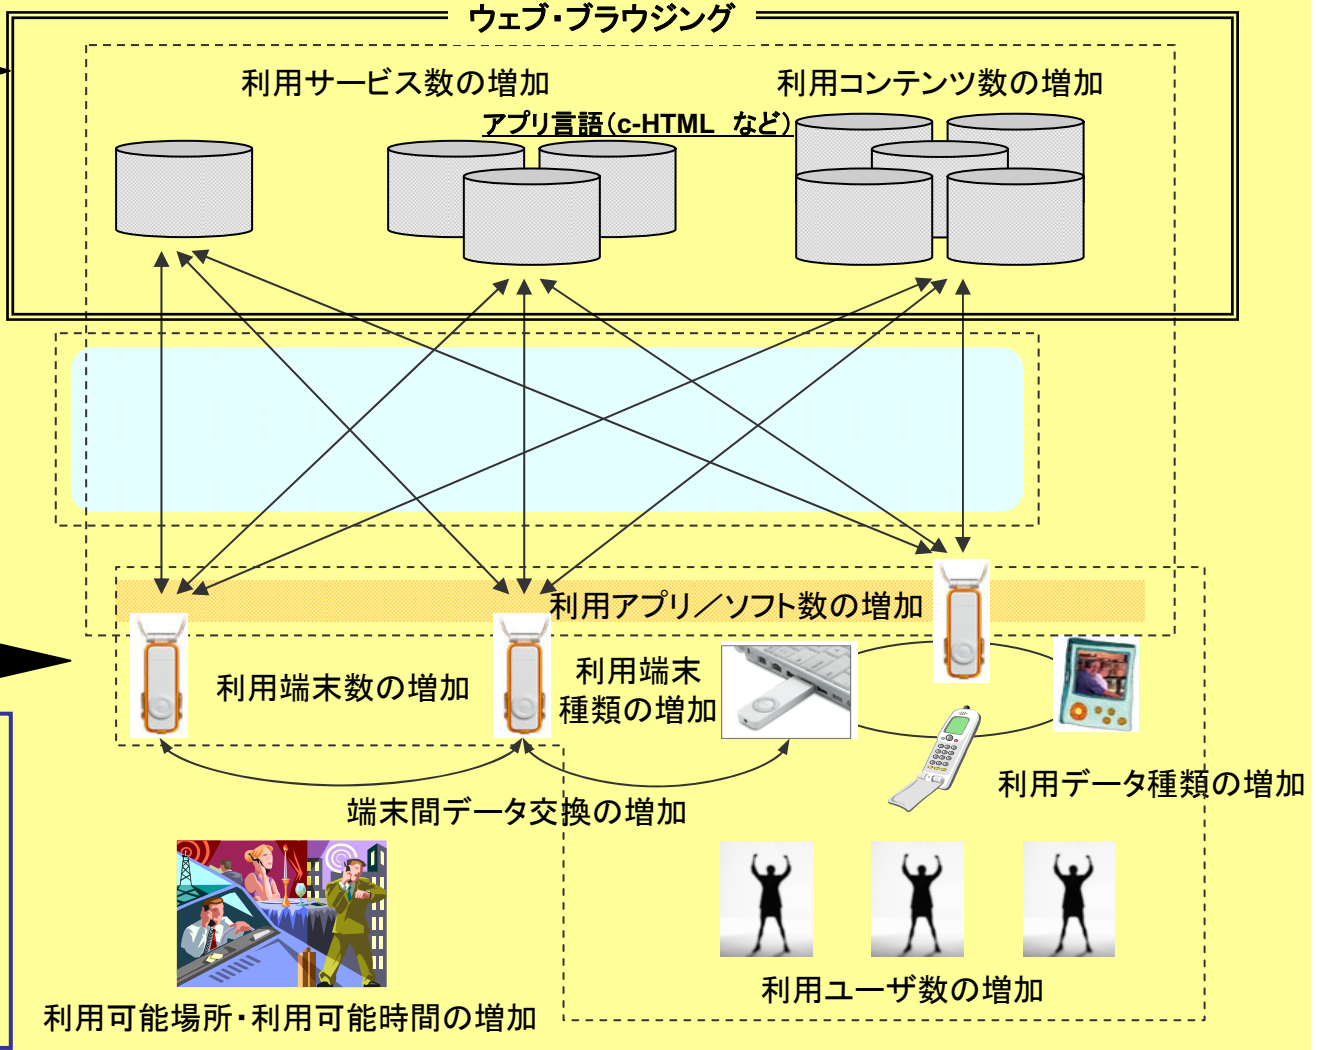 ウェブ・ブラウジング
利用サービス数の増加
利用コンテンツ数の増加
アプリ言語(c-HTML など)
利用アプリ／ソフト数の増加
利用端末数の増加
利用端末
種類の増加
利用データ種類の増加
端末間データ交換の増加
利用ユーザ数の増加
利用可能場所・利用可能時間の増加